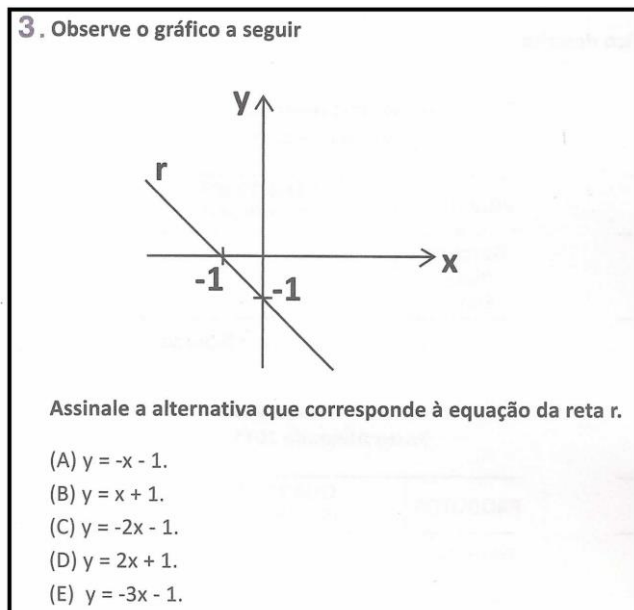 3. Observe o gráfico a seguir
y
r
x
-1
-1
Assinale a alternativa que corresponde à equação da reta r.
(A) y = -x - 1.
(B) y = x + 1.
(C) y = -2x - 1.
(D) y = 2x + 1.
(E) y = -3x - 1.